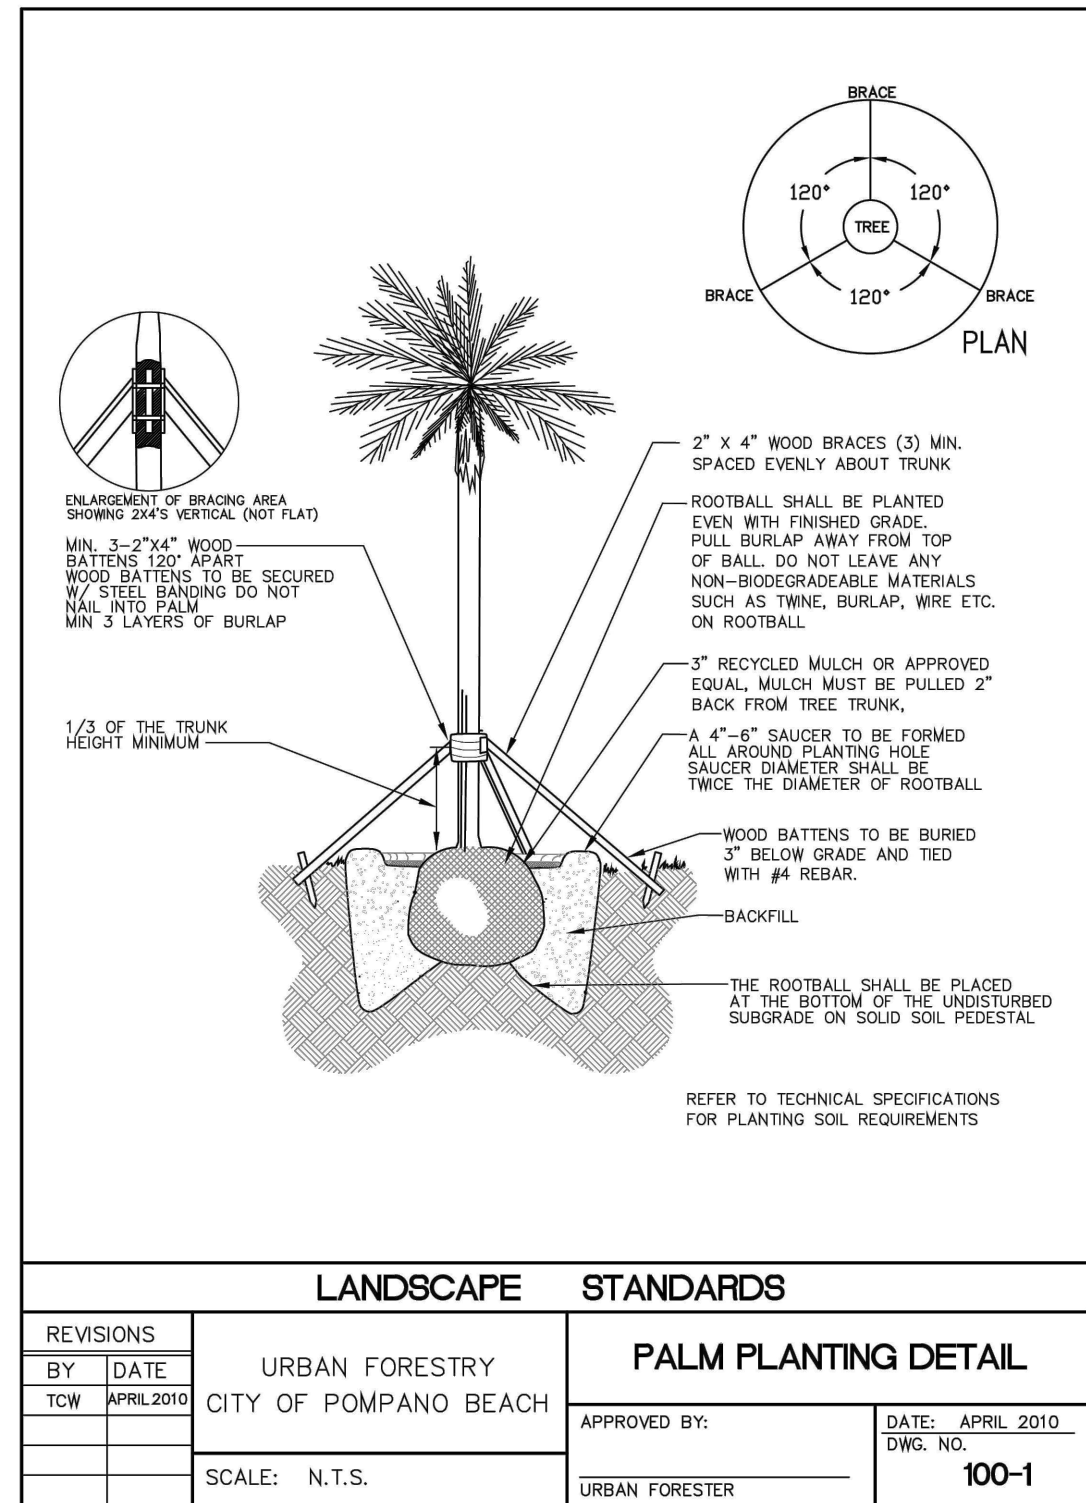 BRACE
120°
120°
TREE
120°
BRACE
BRACE
PLAN
ENLARGEMENT OF BRACING AREA
SHOWING 2X4'S VERTICAL (NOT FLAT)
MIN. 3-2"X4" WOOD
BATTENS 120° APART
WOOD BATTENS TO BE SECURED
W/ STEEL BANDING DO NOT
NAIL INTO PALM
MIN 3 LAYERS OF BURLAP
1/3 OF THE TRUNK
HEIGHT MINIMUM
2" X 4" WOOD BRACES (3) MIN.
SPACED EVENLY ABOUT TRUNK
ROOTBALL SHALL BE PLANTED
EVEN WITH FINISHED GRADE.
PULL BURLAP AWAY FROM TOP
OF BALL. DO NOT LEAVE ANY
NON-BIODEGRADEABLE MATERIALS
SUCH AS TWINE, BURLAP, WIRE ETC.
ON ROOTBALL
3" RECYCLED MULCH OR APPROVED
EQUAL, MULCH MUST BE PULLED 2"
BACK FROM TREE TRUNK,
A 4"-6" SAUCER TO BE FORMED
ALL AROUND PLANTING HOLE
SAUCER DIAMETER SHALL BE
TWICE THE DIAMETER OF ROOTBALL
WOOD BATTENS TO BE BURIED
3" BELOW GRADE AND TIED
WITH #4 REBAR.
BACKFILL
THE ROOTBALL SHALL BE PLACED
AT THE BOTTOM OF THE UNDISTURBED
SUBGRADE ON SOLID SOIL PEDESTAL
REFER TO TECHNICAL SPECIFICATIONS
FOR PLANTING SOIL REQUIREMENTS
LANDSCAPE STANDARDS
REVISIONS
BY DATE
TCW APRIL 2010
URBAN FORESTRY
CITY OF POMPANO BEACH
SCALE: N.T.S.
PALM PLANTING DETAIL
APPROVED BY:
URBAN FORESTER
DATE: APRIL 2010
DWG. NO.
100-1